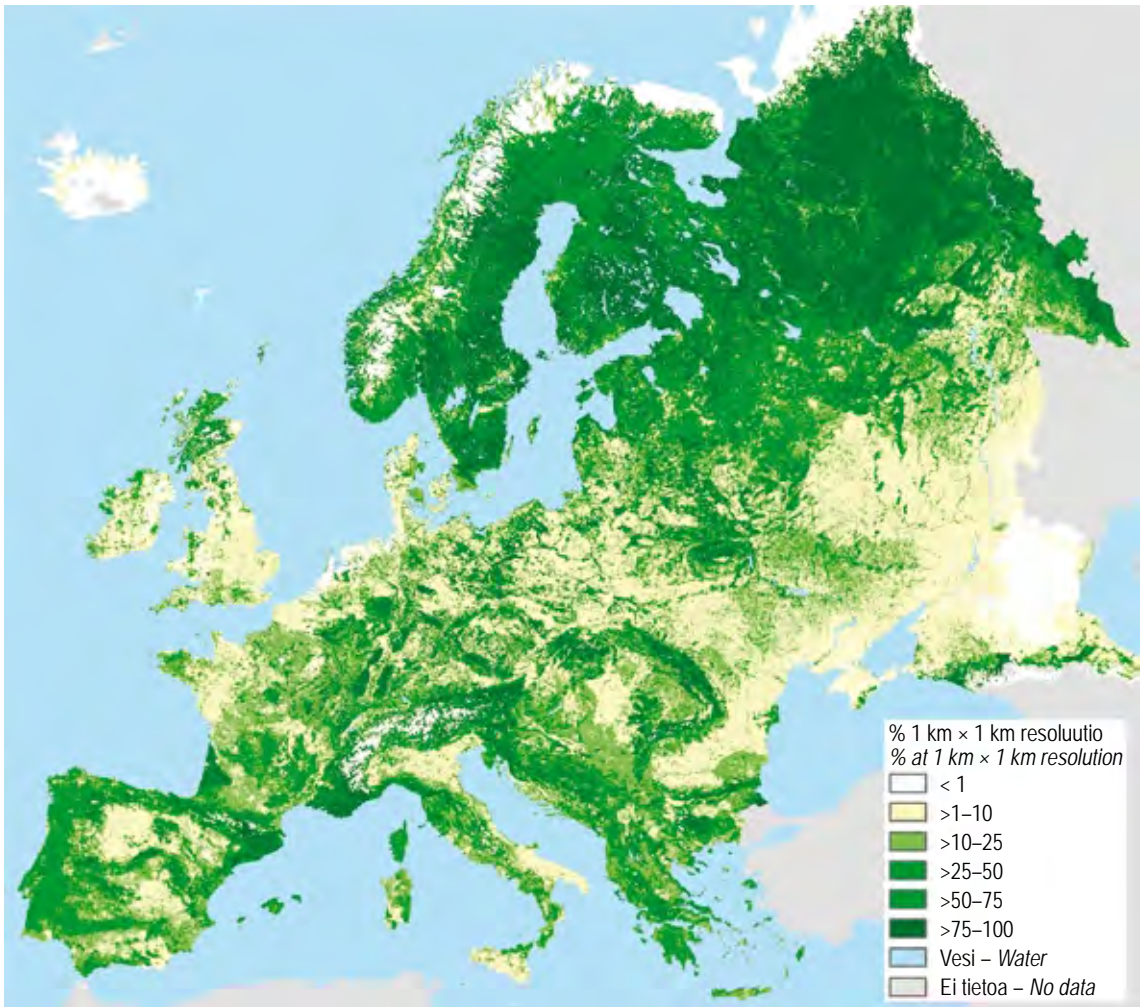 % 1 km × 1 km resoluutio
% at 1 km × 1 km resolution
< 1
>1–10
>10–25
>25–50
>50–75
>75–100
Vesi – Water
Ei tietoa – No data